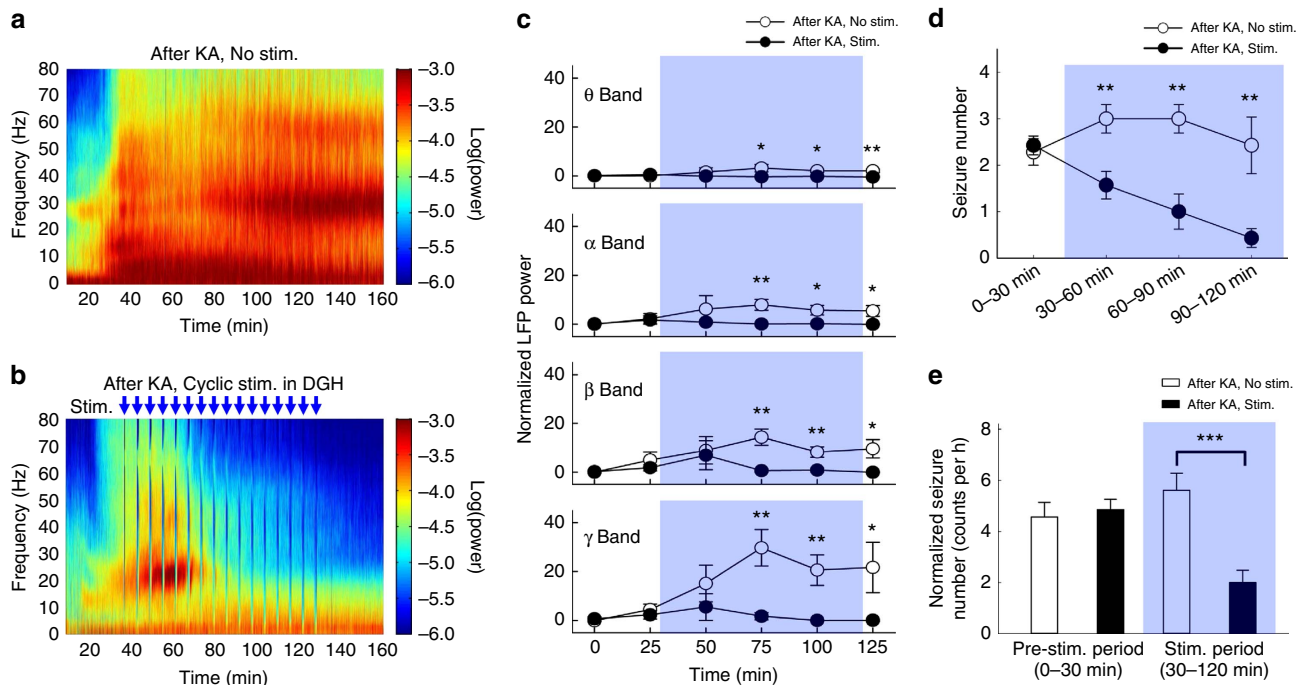 a
After KA, No stim.
80
70
60
50
40
30
20
10
0
Frequency (Hz)
20 40 60 80 100 120 140 160
Time (min)
−3.0
−3.5
−4.0
−4.5
−5.0
−5.5
−6.0
Log(power)
b
After KA, Cyclic stim. in DGH
Stim.
80
70
60
50
40
30
20
10
0
Frequency (Hz)
20 40 60 80 100 120 140 160
Time (min)
−3.0
−3.5
−4.0
−4.5
−5.0
−5.5
−6.0
Log(power)
c
After KA, No stim.
After KA, Stim.
Normalized LFP power
40
20
0
θ Band
* * **
40
20
0
α Band
** * *
40
20
0
β Band
** ** *
40
20
0
γ Band
** ** *
0 25 50 75 100 125
Time (min)
d
After KA, No stim.
After KA, Stim.
Seizure number
4
3
2
1
0
** ** **
0–30 min
30–60 min
60–90 min
90–120 min
e
After KA, No stim.
After KA, Stim.
Normalized seizure
number (counts per h)
8
6
4
2
0
***
Pre-stim. period
(0–30 min)
Stim. period
(30–120 min)